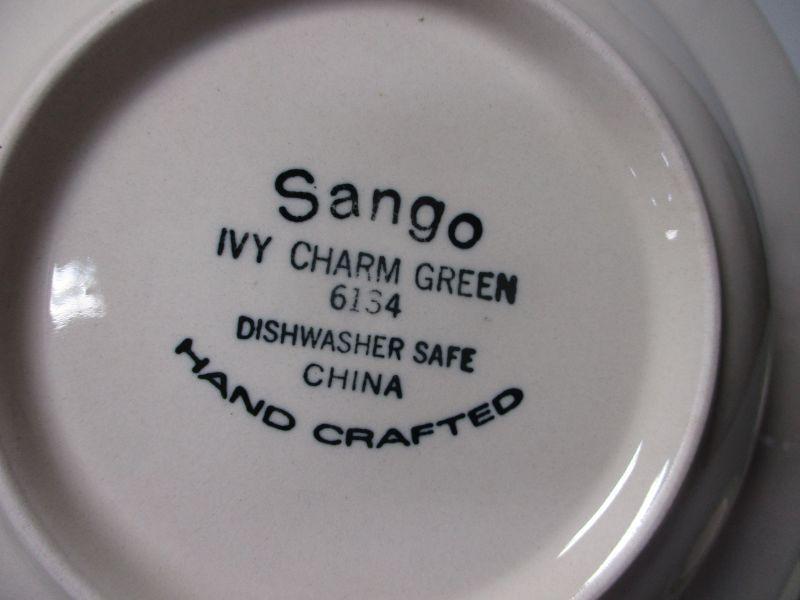 Sango
IVY CHARM GREEN
6134
DISHWASHER SAFE
CHINA
HAND CRAFTED